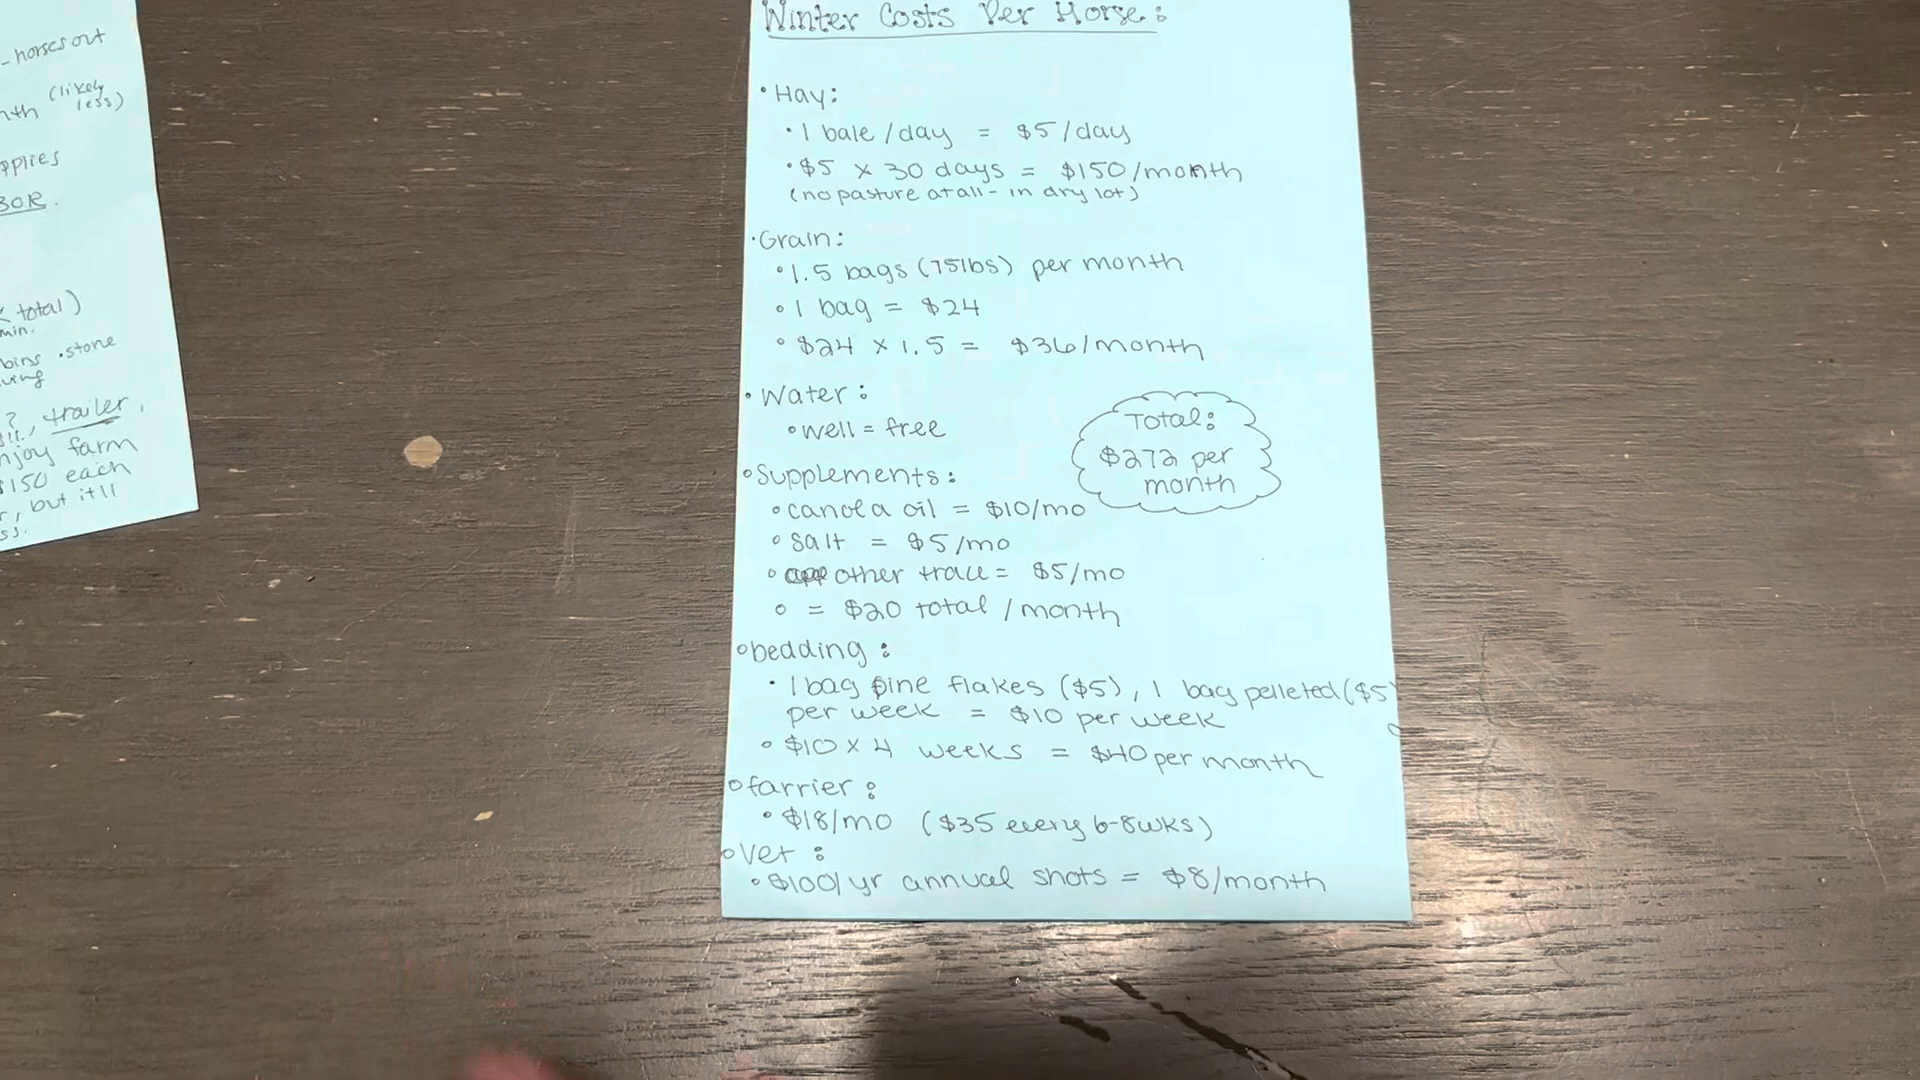 - horses out
(likely
less)
total)
min.
bins • stone
? trailer,
farm
$150 each
, but it'll
Winter Costs Per Horse:
• Hay:
• 1 bale / day = $5 / day
• $5 x 30 days = $150/month
(no pasture at all - in dry lot)
• Grain:
• 1.5 bags (75lbs) per month
• 1 bag = $24
• $24 x 1.5 = $36/month
• Water:
• well = free
Total:
$272 per
month
• Supplements:
• canola oil = $10/mo
• salt = $5/mo
• other trace = $5/mo
• = $20 total / month
• bedding:
• 1 bag pine flakes ($5), 1 bag pelleted ($5)
per week = $10 per week
• $10 x 4 weeks = $40 per month
• farrier:
• $18/mo ($35 every 6-8wks)
• Vet:
• $100/yr annual shots = $8/month